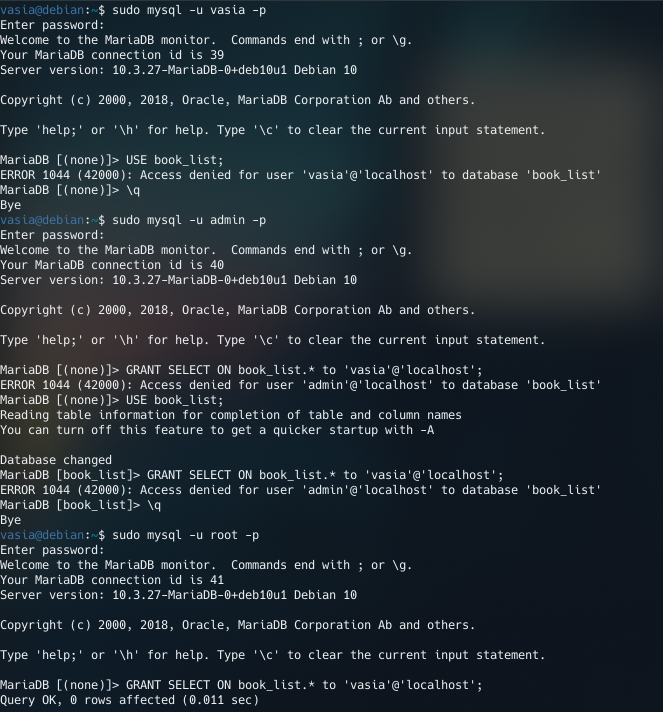 vasia@debian:~$ sudo mysql -u vasia -p
Enter password:
Welcome to the MariaDB monitor.  Commands end with ; or \g.
Your MariaDB connection id is 39
Server version: 10.3.27-MariaDB-0+deb10u1 Debian 10

Copyright (c) 2000, 2018, Oracle, MariaDB Corporation Ab and others.

Type 'help;' or '\h' for help. Type '\c' to clear the current input statement.

MariaDB [(none)]> USE book_list;
ERROR 1044 (42000): Access denied for user 'vasia'@'localhost' to database 'book_list'
MariaDB [(none)]> \q
Bye
vasia@debian:~$ sudo mysql -u admin -p
Enter password:
Welcome to the MariaDB monitor.  Commands end with ; or \g.
Your MariaDB connection id is 40
Server version: 10.3.27-MariaDB-0+deb10u1 Debian 10

Copyright (c) 2000, 2018, Oracle, MariaDB Corporation Ab and others.

Type 'help;' or '\h' for help. Type '\c' to clear the current input statement.

MariaDB [(none)]> GRANT SELECT ON book_list.* to 'vasia'@'localhost';
ERROR 1044 (42000): Access denied for user 'admin'@'localhost' to database 'book_list'
MariaDB [(none)]> USE book_list;
Reading table information for completion of table and column names
You can turn off this feature to get a quicker startup with -A

Database changed
MariaDB [book_list]> GRANT SELECT ON book_list.* to 'vasia'@'localhost';
ERROR 1044 (42000): Access denied for user 'admin'@'localhost' to database 'book_list'
MariaDB [book_list]> \q
Bye
vasia@debian:~$ sudo mysql -u root -p
Enter password:
Welcome to the MariaDB monitor.  Commands end with ; or \g.
Your MariaDB connection id is 41
Server version: 10.3.27-MariaDB-0+deb10u1 Debian 10

Copyright (c) 2000, 2018, Oracle, MariaDB Corporation Ab and others.

Type 'help;' or '\h' for help. Type '\c' to clear the current input statement.

MariaDB [(none)]> GRANT SELECT ON book_list.* to 'vasia'@'localhost';
Query OK, 0 rows affected (0.011 sec)